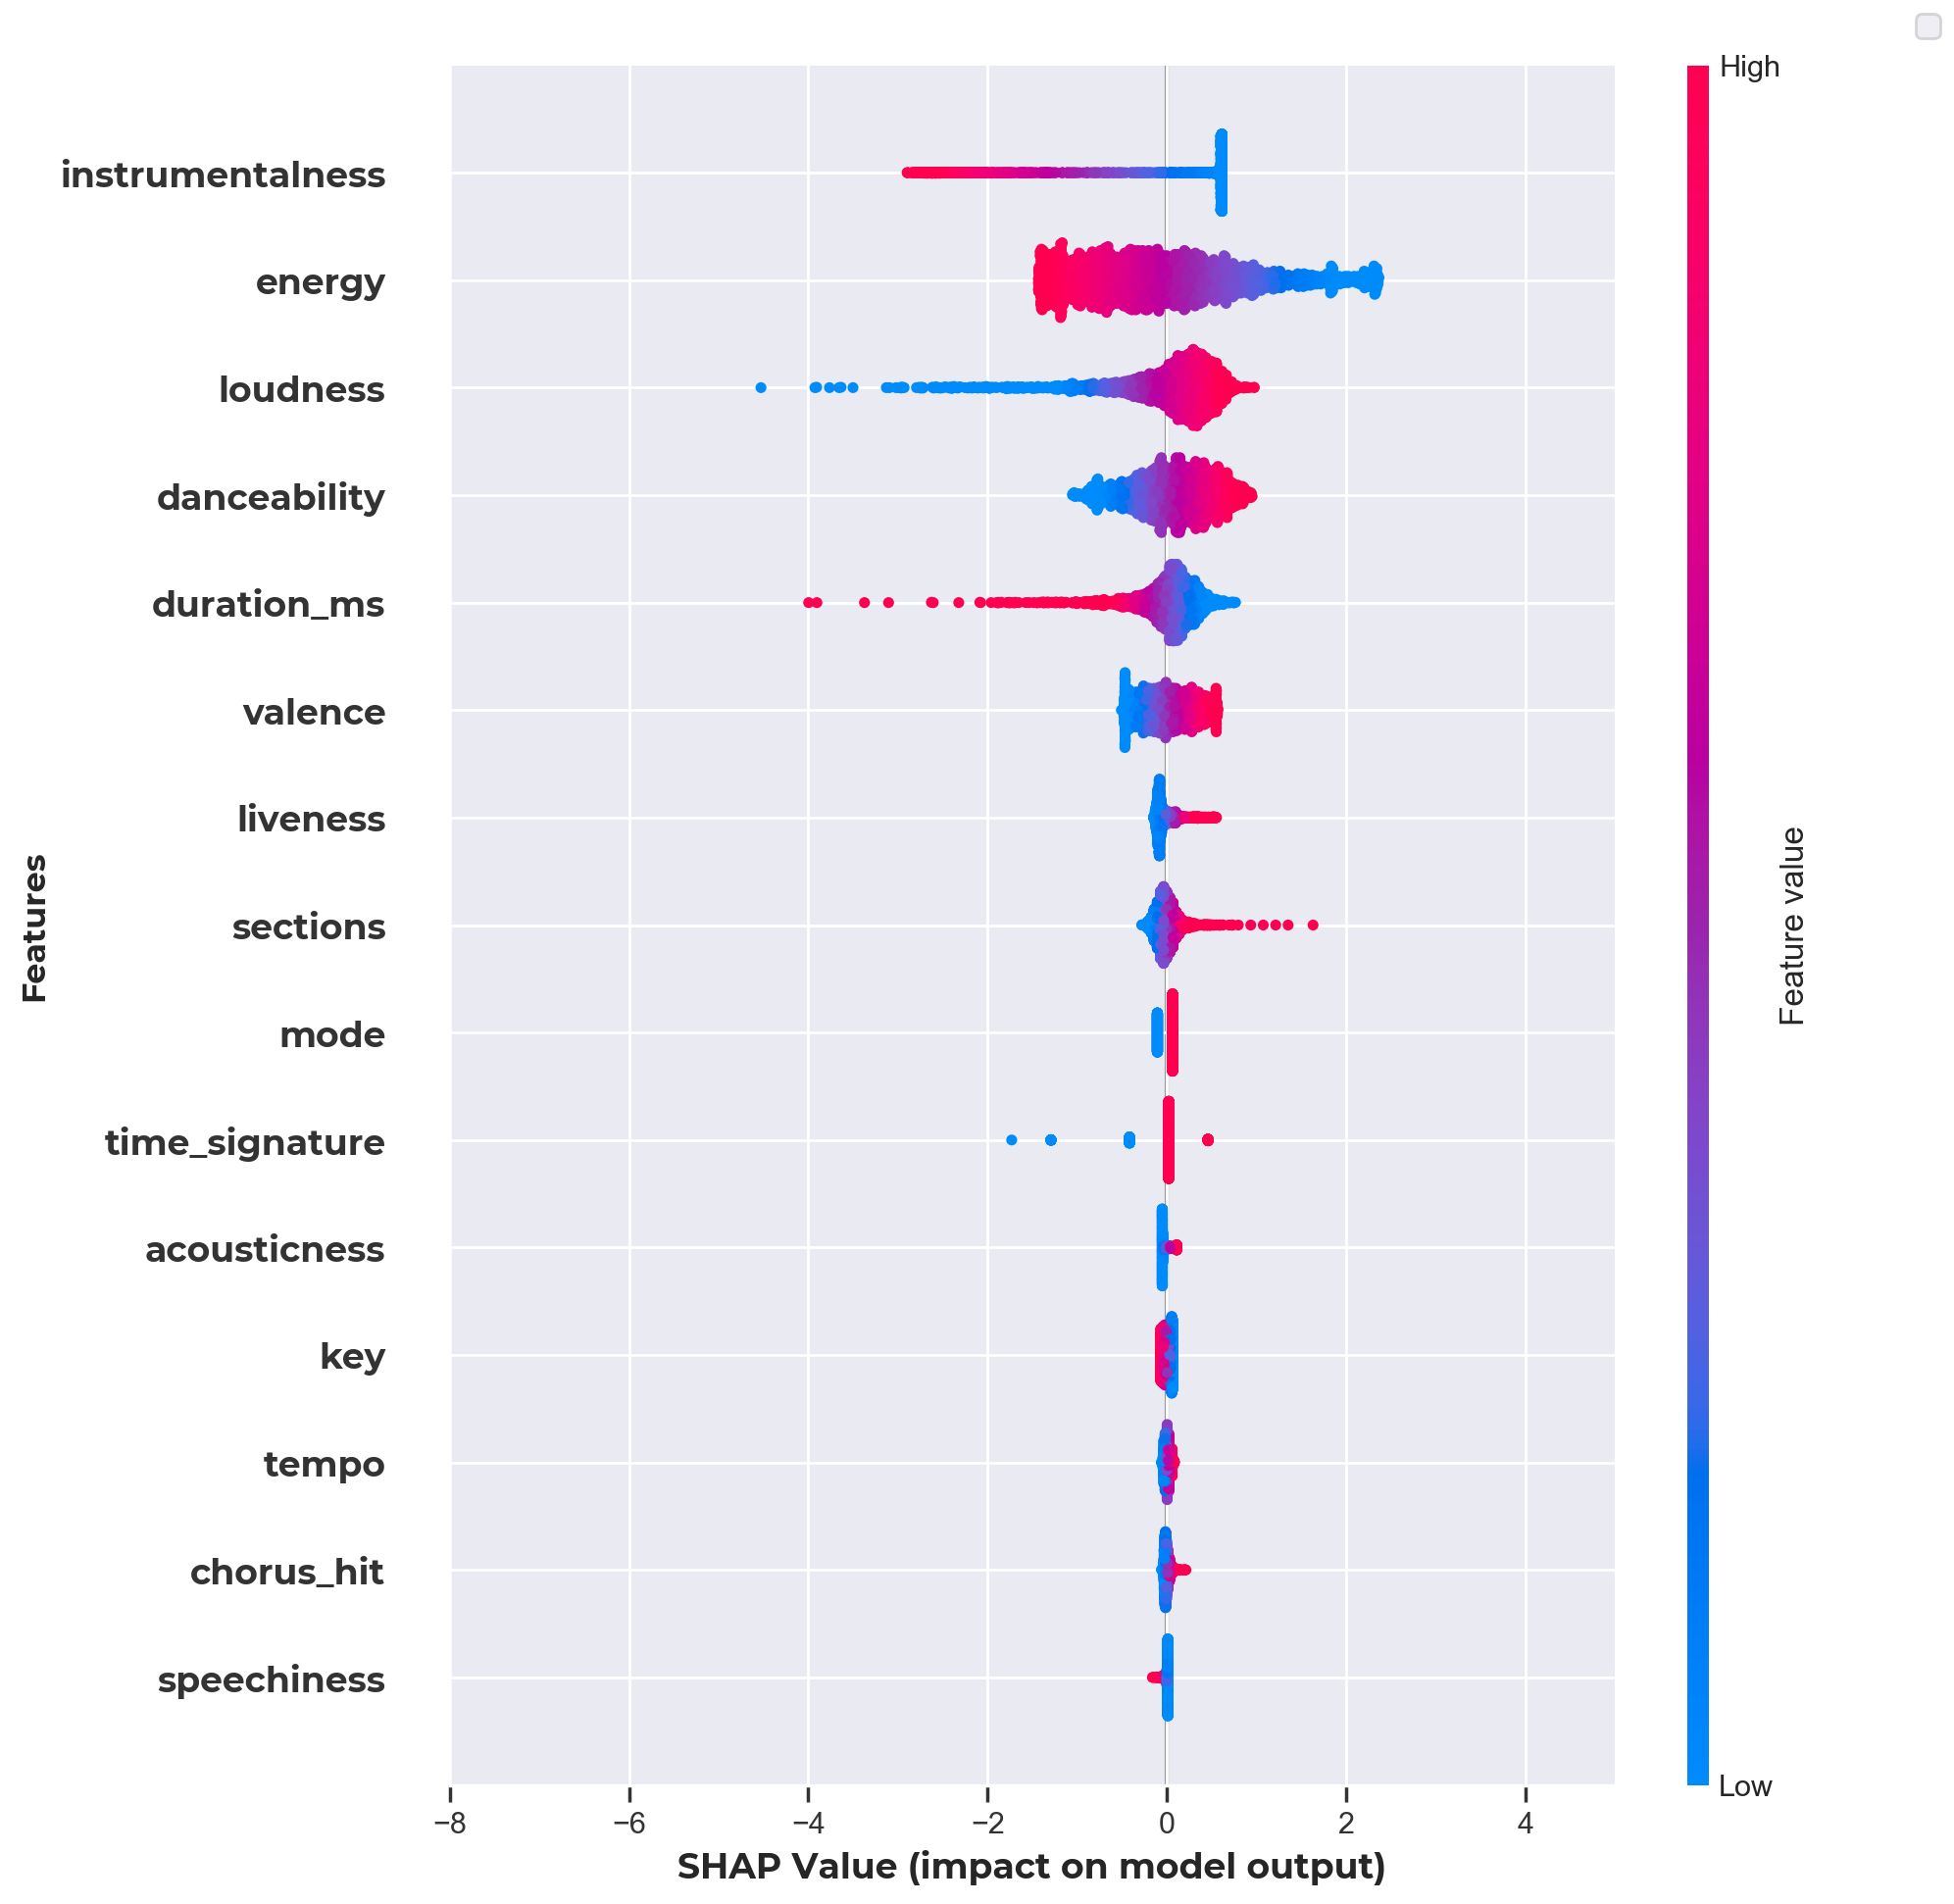 High
instrumentalness
energy
loudness
danceability
duration_ms
valence
liveness
sections
mode
time_signature
acousticness
key
tempo
chorus_hit
speechiness
Features
Feature value
Low
−8 −6 −4 −2 0 2 4
SHAP Value (impact on model output)